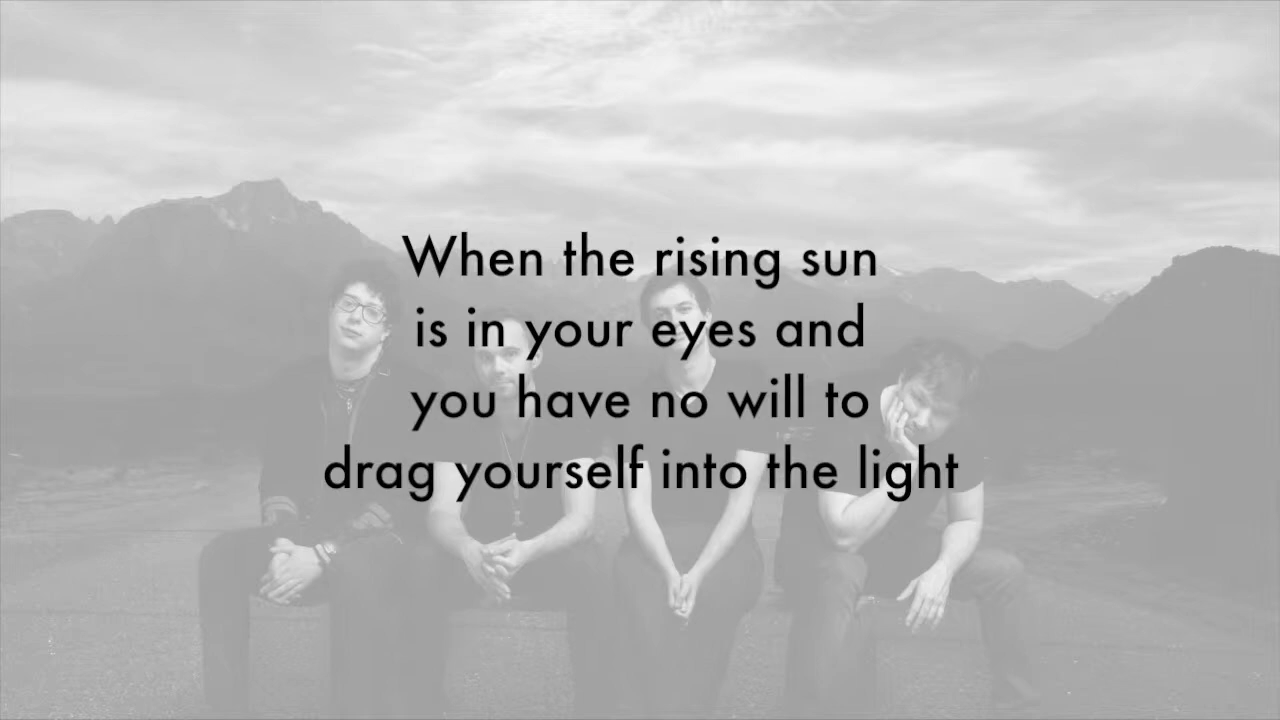 When the rising sun
is in your eyes and
you have no will to
drag yourself into the light